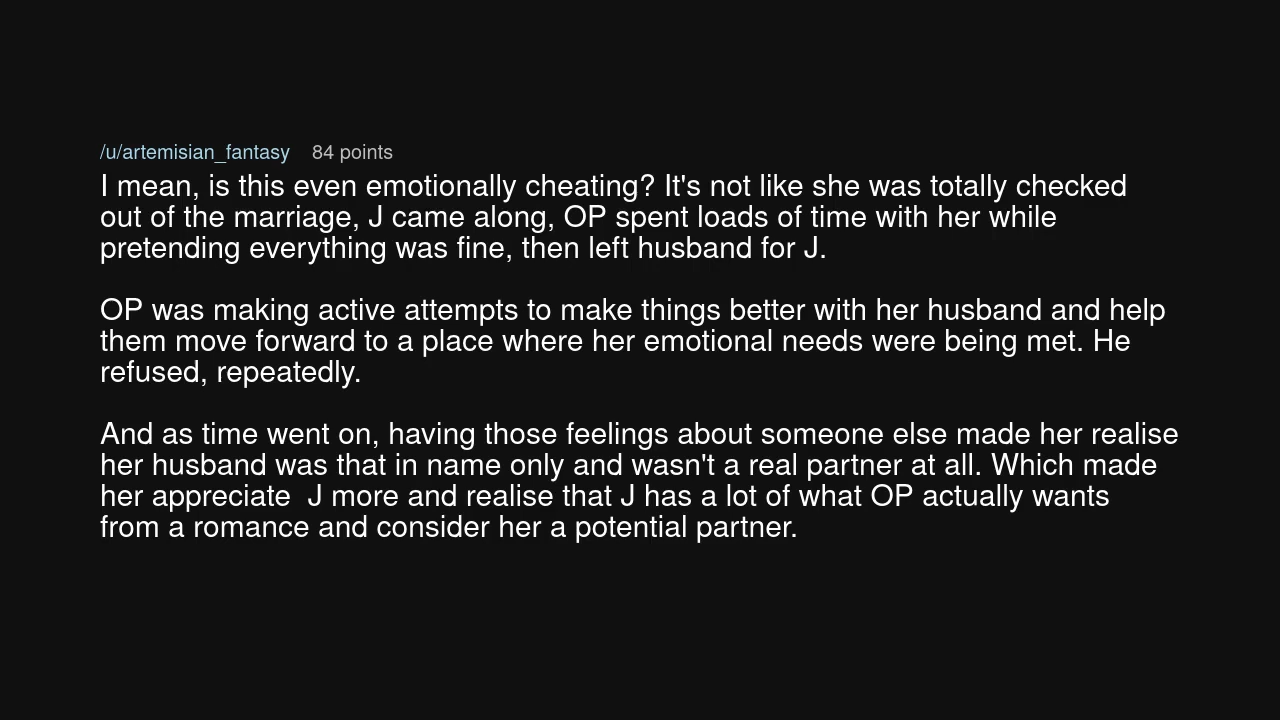 /u/artemisian_fantasy 84 points
I mean, is this even emotionally cheating? It's not like she was totally checked
out of the marriage, J came along, OP spent loads of time with her while
pretending everything was fine, then left husband for J.
OP was making active attempts to make things better with her husband and help
them move forward to a place where her emotional needs were being met. He
refused, repeatedly.
And as time went on, having those feelings about someone else made her realise
her husband was that in name only and wasn't a real partner at all. Which made
her appreciate  J more and realise that J has a lot of what OP actually wants
from a romance and consider her a potential partner.